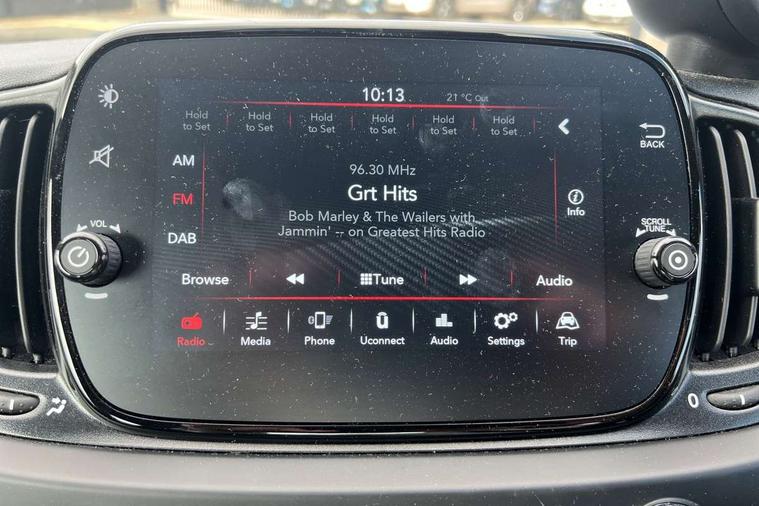 10:13
21 °C Out
Hold to Set
Hold to Set
Hold to Set
Hold to Set
Hold to Set
Hold to Set
BACK
AM
FM
DAB
96.30 MHz
Grt Hits
Bob Marley & The Wailers with
Jammin' -- on Greatest Hits Radio
Info
VOL
SCROLL
TUNE
Browse
Tune
Audio
Radio
Media
Phone
Uconnect
Audio
Settings
Trip
0